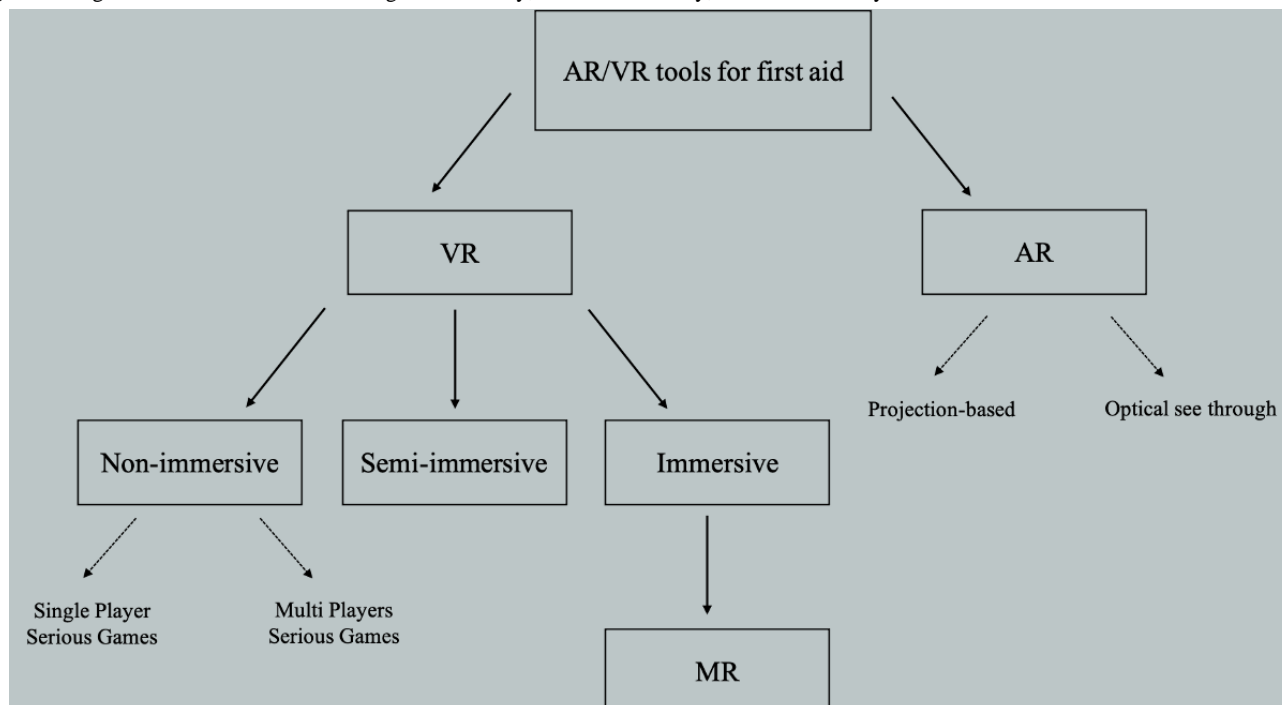 AR/VR tools for first aid
VR
AR
Projection-based
Optical see through
Non-immersive
Semi-immersive
Immersive
Single Player
Serious Games
Multi Players
Serious Games
MR